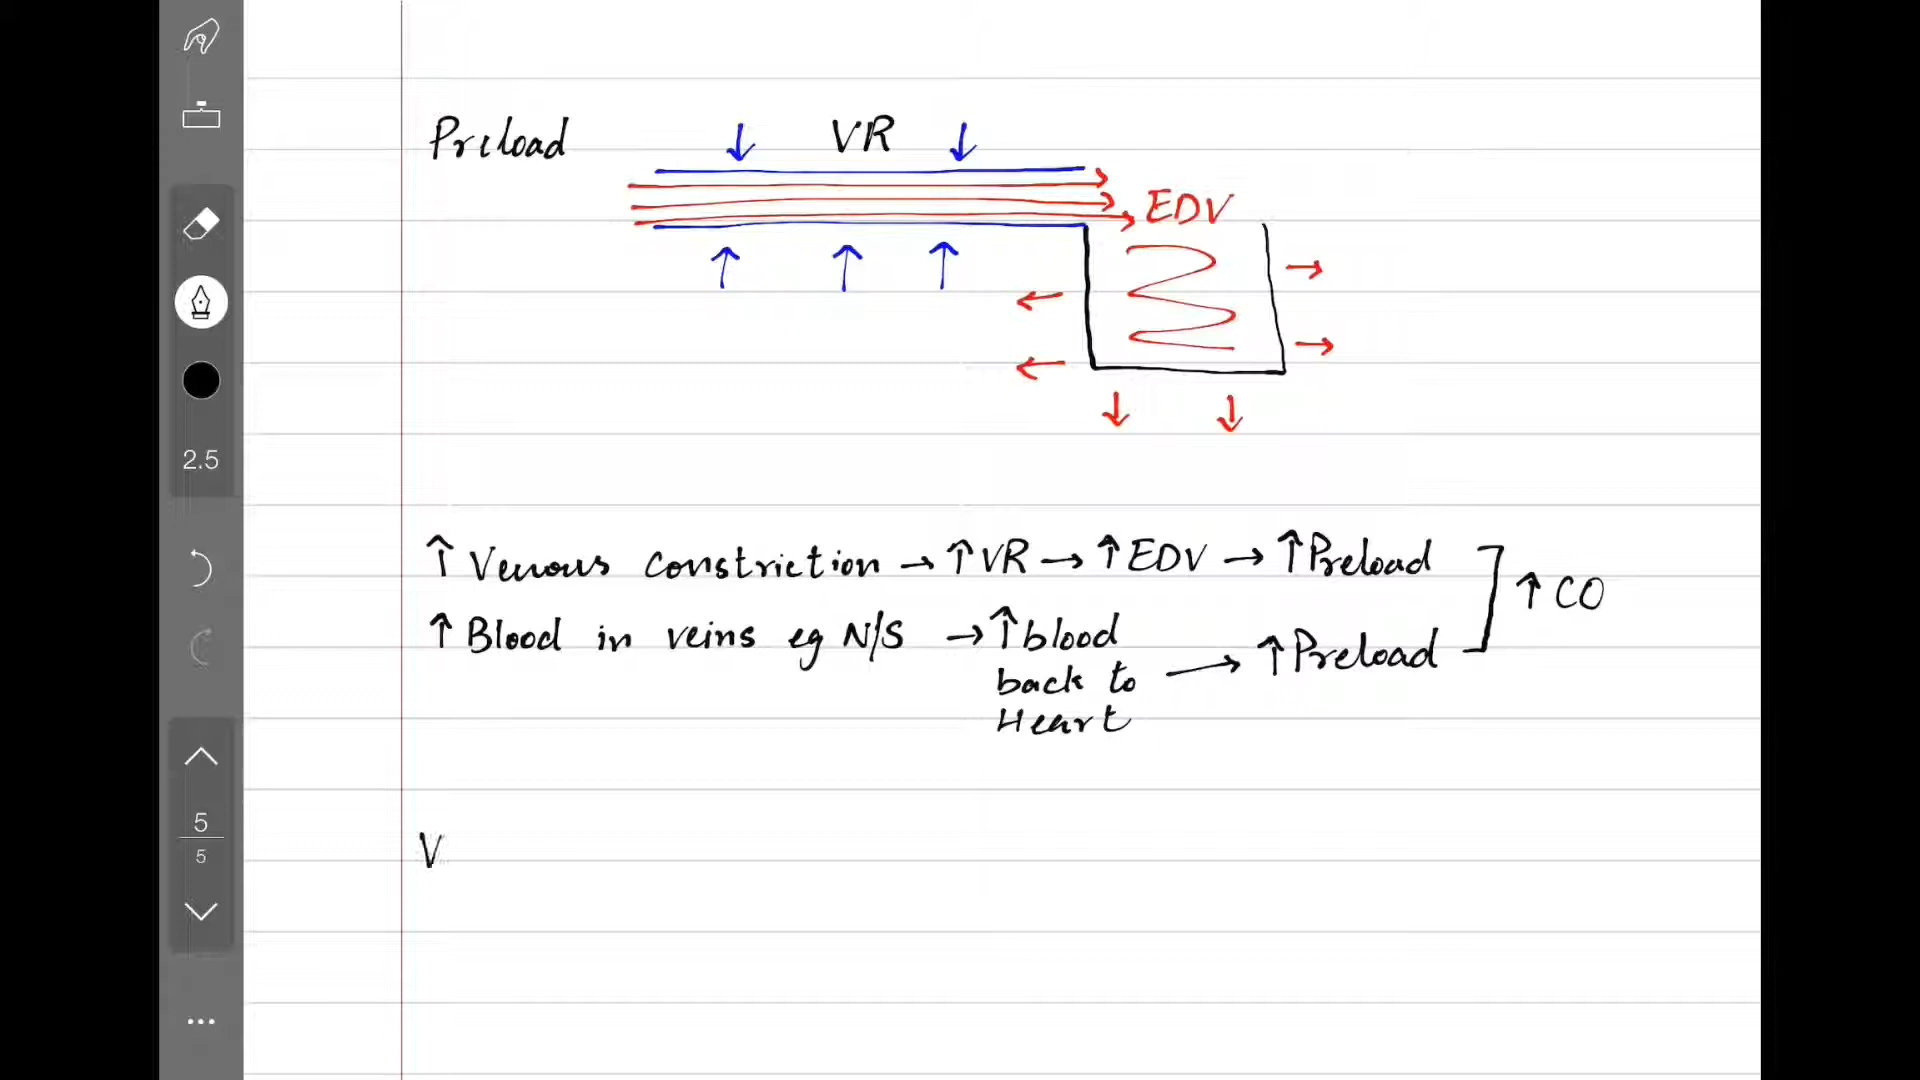 Preload VR
EDV
2.5
↑ Venous constriction → ↑ VR → ↑ EDV → ↑ Preload
↑ CO
↑ Blood in veins eg N/S → ↑ blood
back to → ↑ Preload
Heart
5
5
V